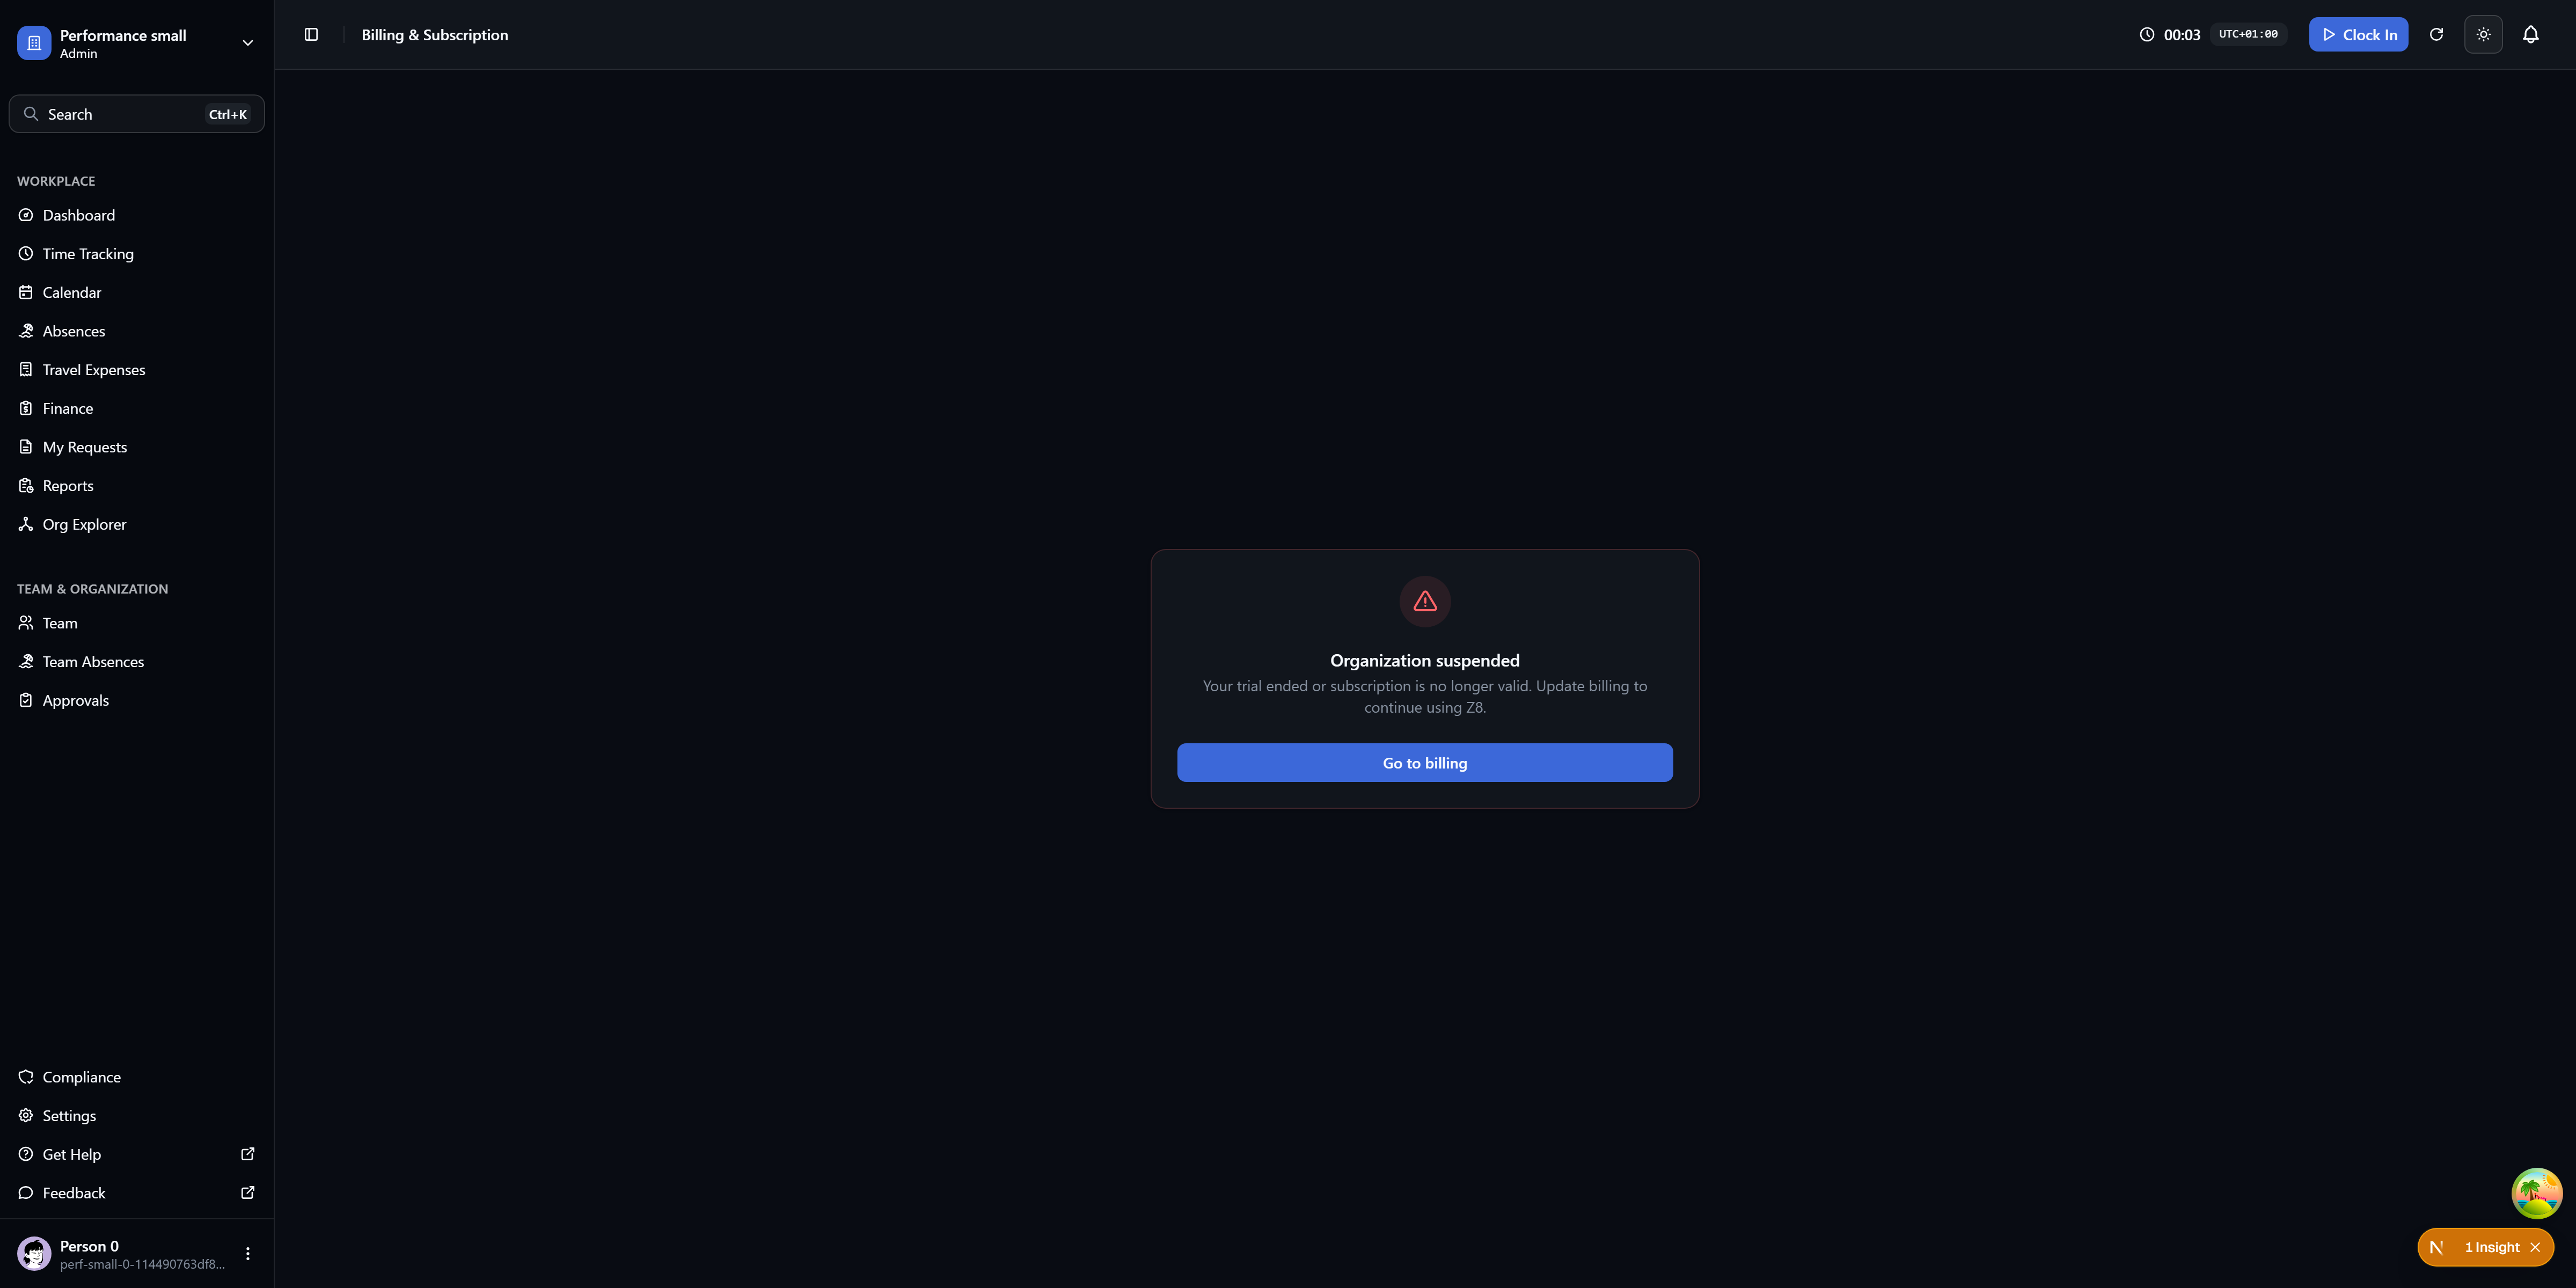 Performance small
Admin
Search
Ctrl+K
WORKPLACE
Dashboard
Time Tracking
Calendar
Absences
Travel Expenses
Finance
My Requests
Reports
Org Explorer
TEAM & ORGANIZATION
Team
Team Absences
Approvals
Compliance
Settings
Get Help
Feedback
Person 0
perf-small-0-114490763df8...
Billing & Subscription
00:03
UTC+01:00
Clock In
Organization suspended
Your trial ended or subscription is no longer valid. Update billing to
continue using Z8.
Go to billing
N
1 Insight